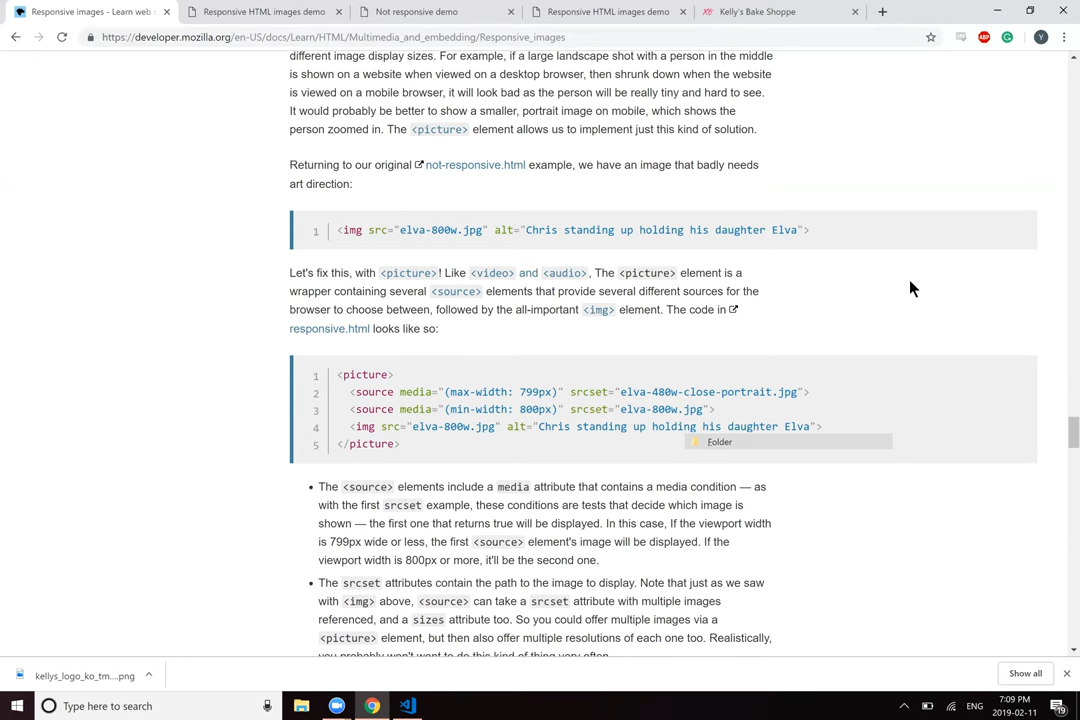 Responsive images - Learn web
Responsive HTML images demo
Not responsive demo
Responsive HTML images demo
Kelly's Bake Shoppe
https://developer.mozilla.org/en-US/docs/Learn/HTML/Multimedia_and_embedding/Responsive_images
ABP
Y
different image display sizes. For example, if a large landscape shot with a person in the middle
is shown on a website when viewed on a desktop browser, then shrunk down when the website
is viewed on a mobile browser, it will look bad as the person will be really tiny and hard to see.
It would probably be better to show a smaller, portrait image on mobile, which shows the
person zoomed in. The <picture> element allows us to implement just this kind of solution.
Returning to our original not-responsive.html example, we have an image that badly needs
art direction:
1 <img src="elva-800w.jpg" alt="Chris standing up holding his daughter Elva">
Let's fix this, with <picture>! Like <video> and <audio>, The <picture> element is a
wrapper containing several <source> elements that provide several different sources for the
browser to choose between, followed by the all-important <img> element. The code in
responsive.html looks like so:
1 <picture>
2 <source media="(max-width: 799px)" srcset="elva-480w-close-portrait.jpg">
3 <source media="(min-width: 800px)" srcset="elva-800w.jpg">
4 <img src="elva-800w.jpg" alt="Chris standing up holding his daughter Elva">
5 </picture>
Folder
• The <source> elements include a media attribute that contains a media condition — as
with the first srcset example, these conditions are tests that decide which image is
shown — the first one that returns true will be displayed. In this case, If the viewport width
is 799px wide or less, the first <source> element's image will be displayed. If the
viewport width is 800px or more, it'll be the second one.
• The srcset attributes contain the path to the image to display. Note that just as we saw
with <img> above, <source> can take a srcset attribute with multiple images
referenced, and a sizes attribute too. So you could offer multiple images via a
<picture> element, but then also offer multiple resolutions of each one too. Realistically,
you probably won't want to do this kind of thing very often.
kellys_logo_ko_tm....png
Show all
Type here to search
ENG
7:09 PM
2019-02-11
19